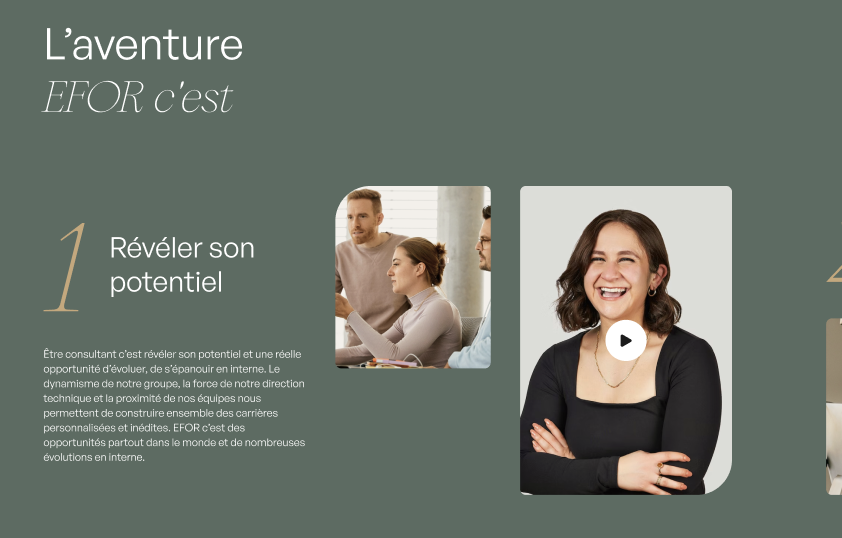 L’aventure
EFOR c'est
1
Révéler son
potentiel
Être consultant c’est révéler son potentiel et une réelle
opportunité d’évoluer, de s’épanouir en interne. Le
dynamisme de notre groupe, la force de notre direction
technique et la proximité de nos équipes nous
permettent de construire ensemble des carrières
personnalisées et inédites. EFOR c’est des
opportunités partout dans le monde et de nombreuses
évolutions en interne.